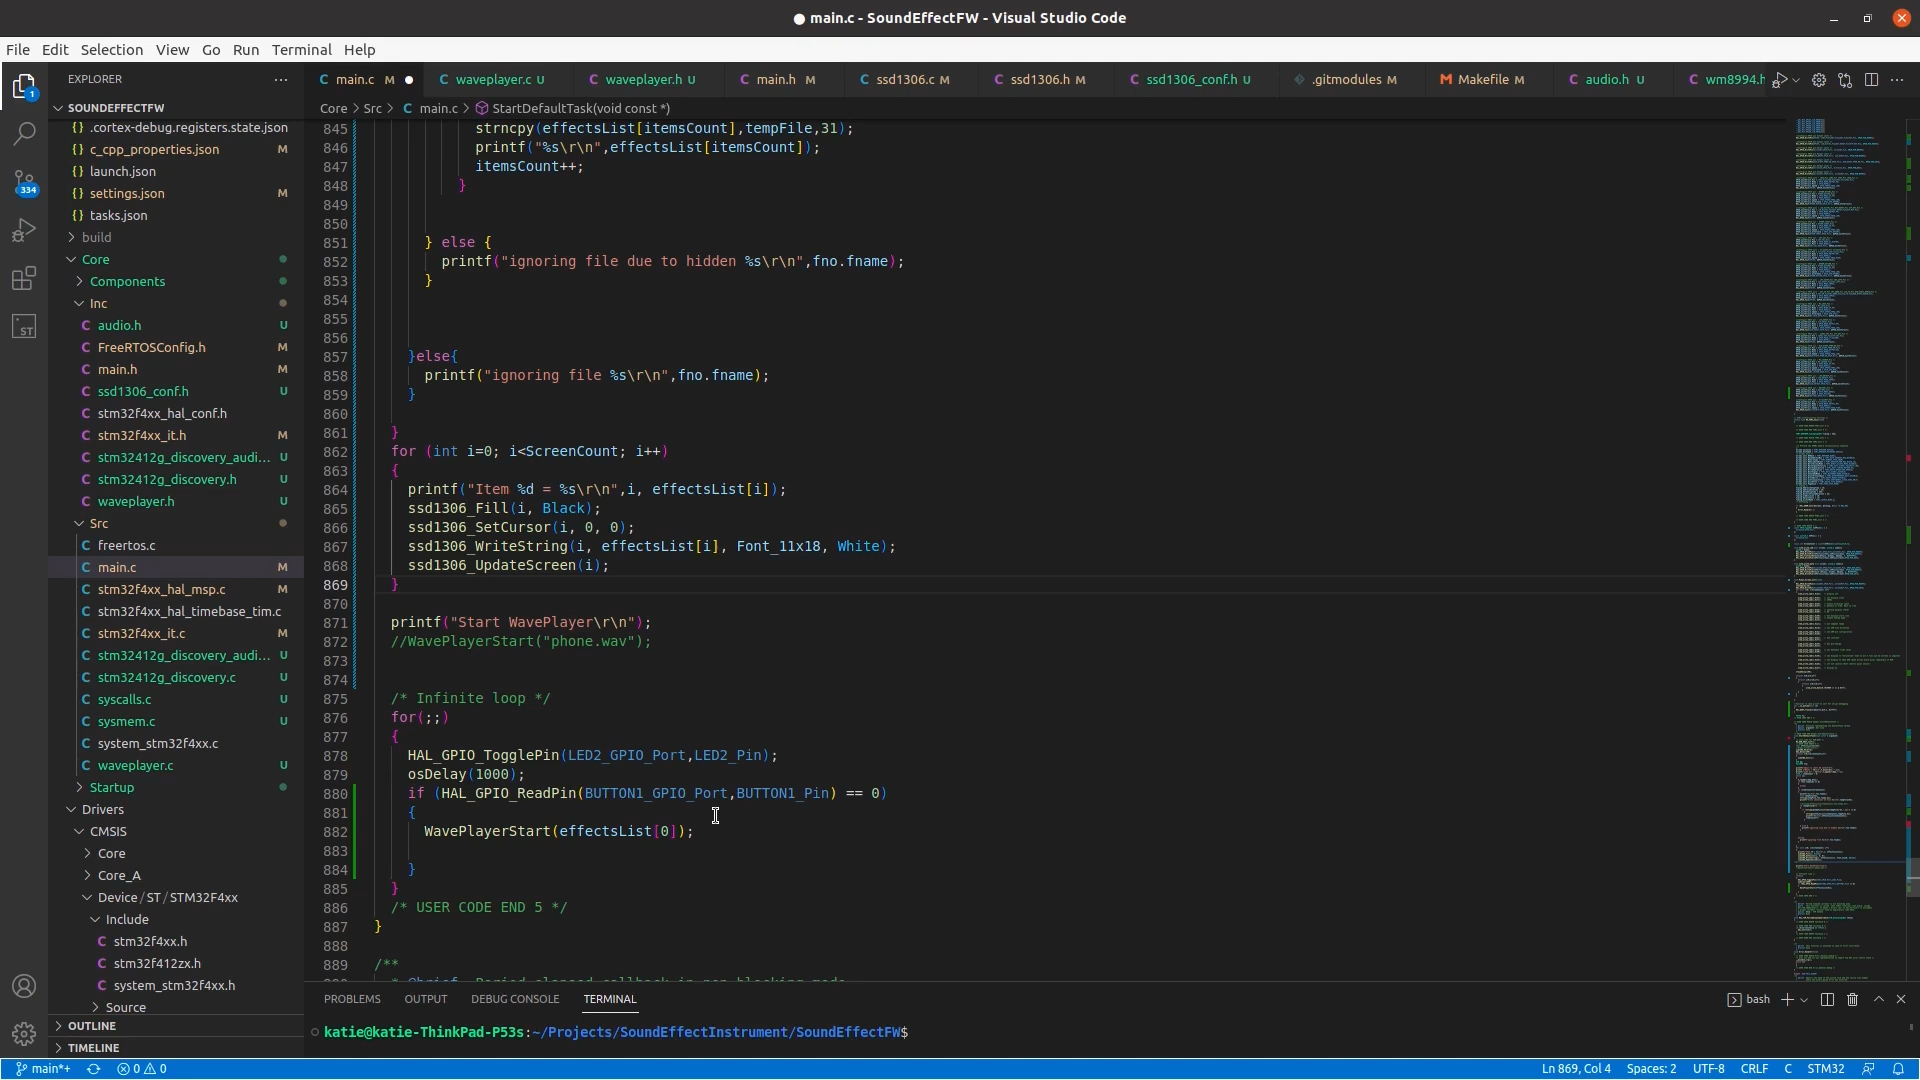 main.c - SoundEffectFW - Visual Studio Code
File Edit Selection View Go Run Terminal Help
EXPLORER
main.c M
waveplayer.c U
waveplayer.h U
main.h M
ssd1306.c M
ssd1306.h M
ssd1306_conf.h U
.gitmodules M
Makefile M
audio.h U
wm8994.h
1
334
SOUNDEFFECTFW
.cortex-debug.registers.state.json
c_cpp_properties.json M
launch.json
settings.json M
tasks.json
build
Core
Components
Inc
audio.h U
FreeRTOSConfig.h M
main.h M
ssd1306_conf.h U
stm32f4xx_hal_conf.h
stm32f4xx_it.h M
stm32412g_discovery_audi... U
stm32412g_discovery.h U
waveplayer.h U
Src
freertos.c
main.c M
stm32f4xx_hal_msp.c M
stm32f4xx_hal_timebase_tim.c
stm32f4xx_it.c M
stm32412g_discovery_audi... U
stm32412g_discovery.c U
syscalls.c U
sysmem.c U
system_stm32f4xx.c
waveplayer.c U
Startup
Drivers
CMSIS
Core
Core_A
Device/ST/STM32F4xx
Include
stm32f4xx.h
stm32f412zx.h
system_stm32f4xx.h
Source
OUTLINE
TIMELINE
Core > Src > C main.c > StartDefaultTask(void const *)
845 strncpy(effectsList[itemsCount],tempFile,31);
846 printf("%s\r\n",effectsList[itemsCount]);
847 itemsCount++;
848 }
849
850
851 } else {
852 printf("ignoring file due to hidden %s\r\n",fno.fname);
853 }
854
855
856
857 }else{
858 printf("ignoring file %s\r\n",fno.fname);
859 }
860
861 }
862 for (int i=0; i<ScreenCount; i++)
863 {
864 printf("Item %d = %s\r\n",i, effectsList[i]);
865 ssd1306_Fill(i, Black);
866 ssd1306_SetCursor(i, 0, 0);
867 ssd1306_WriteString(i, effectsList[i], Font_11x18, White);
868 ssd1306_UpdateScreen(i);
869 }
870
871 printf("Start WavePlayer\r\n");
872 //WavePlayerStart("phone.wav");
873
874
875 /* Infinite loop */
876 for(;;)
877 {
878 HAL_GPIO_TogglePin(LED2_GPIO_Port,LED2_Pin);
879 osDelay(1000);
880 if (HAL_GPIO_ReadPin(BUTTON1_GPIO_Port,BUTTON1_Pin) == 0)
881 {
882 WavePlayerStart(effectsList[0]);
883
884 }
885 }
886 /* USER CODE END 5 */
887 }
888
889 /**
PROBLEMS OUTPUT DEBUG CONSOLE TERMINAL
bash
katie@katie-ThinkPad-P53s:~/Projects/SoundEffectInstrument/SoundEffectFW$
main*+ 0 0 Ln 869, Col 4 Spaces: 2 UTF-8 CRLF C STM32